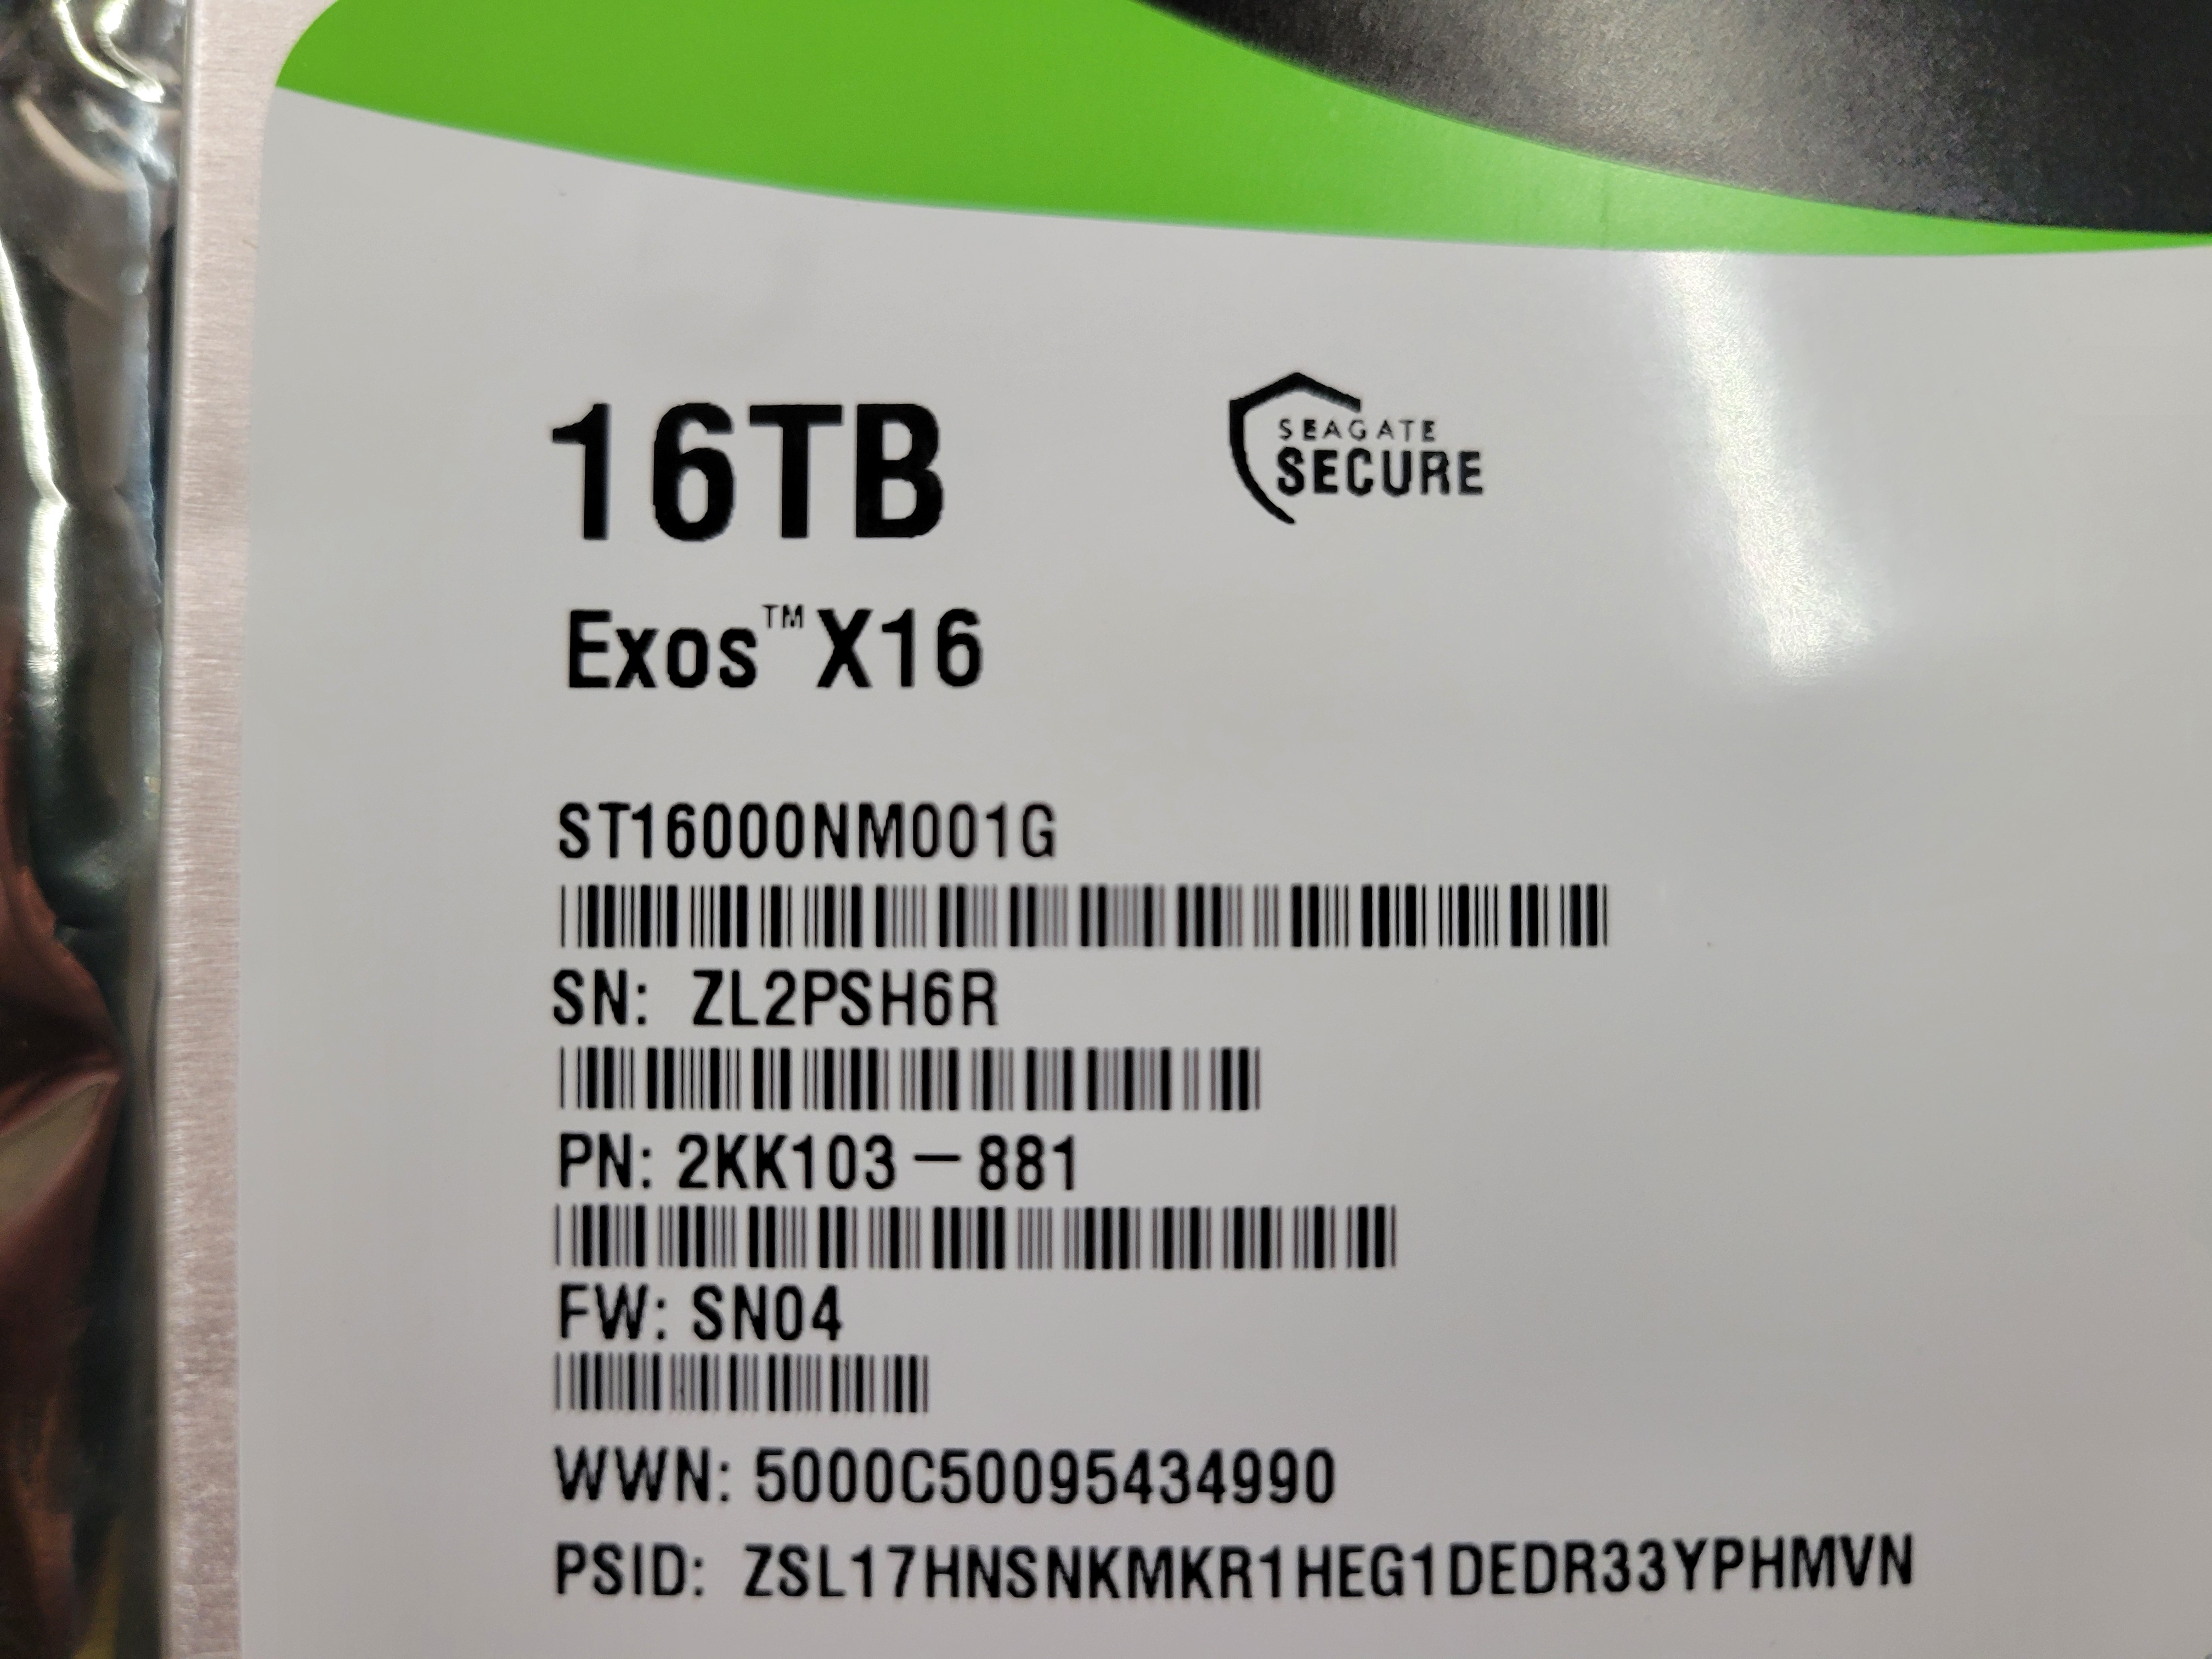 16TB
SEAGATE
SECURE
Exos™ X16
ST16000NM001G
SN: ZL2PSH6R
PN: 2KK103-881
FW: SN04
WWN: 5000C50095434990
PSID: ZSL17HNSNKMKR1HEG1DEDR33YPHMVN